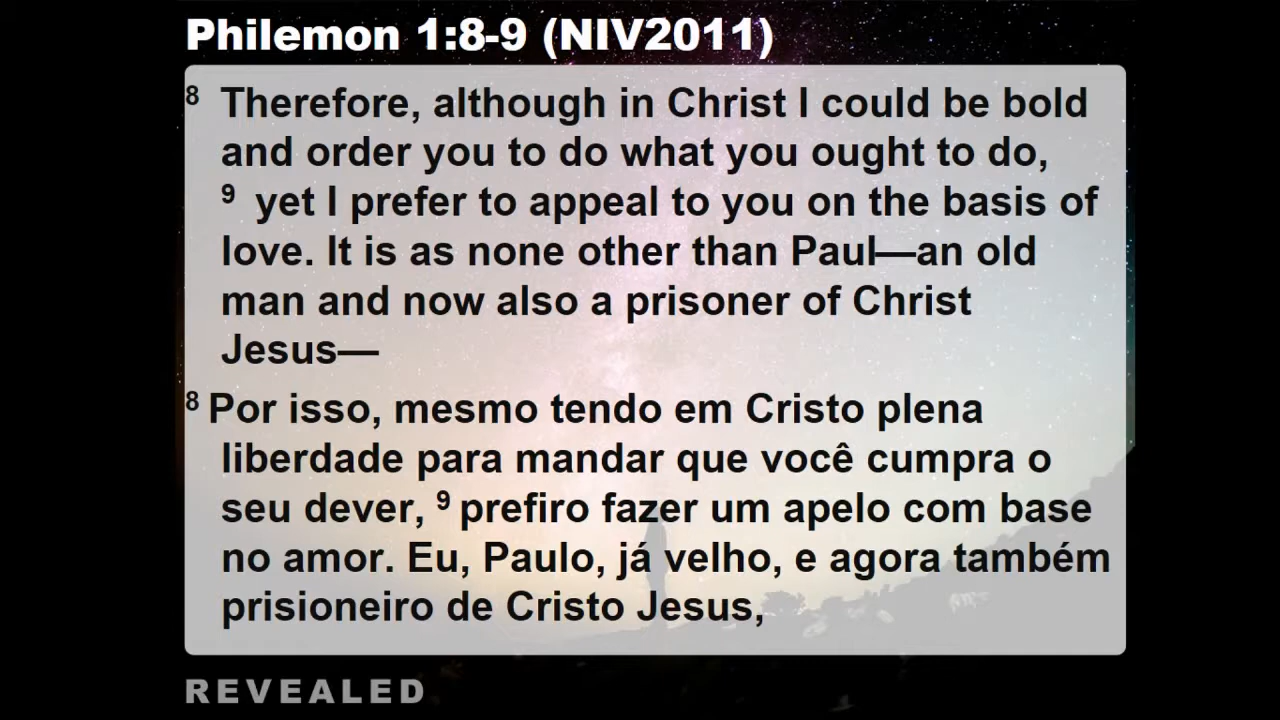 Philemon 1:8-9 (NIV2011)
8 Therefore, although in Christ I could be bold
and order you to do what you ought to do,
9 yet I prefer to appeal to you on the basis of
love. It is as none other than Paul—an old
man and now also a prisoner of Christ
Jesus—
8 Por isso, mesmo tendo em Cristo plena
liberdade para mandar que você cumpra o
seu dever, 9 prefiro fazer um apelo com base
no amor. Eu, Paulo, já velho, e agora também
prisioneiro de Cristo Jesus,
REVEALED